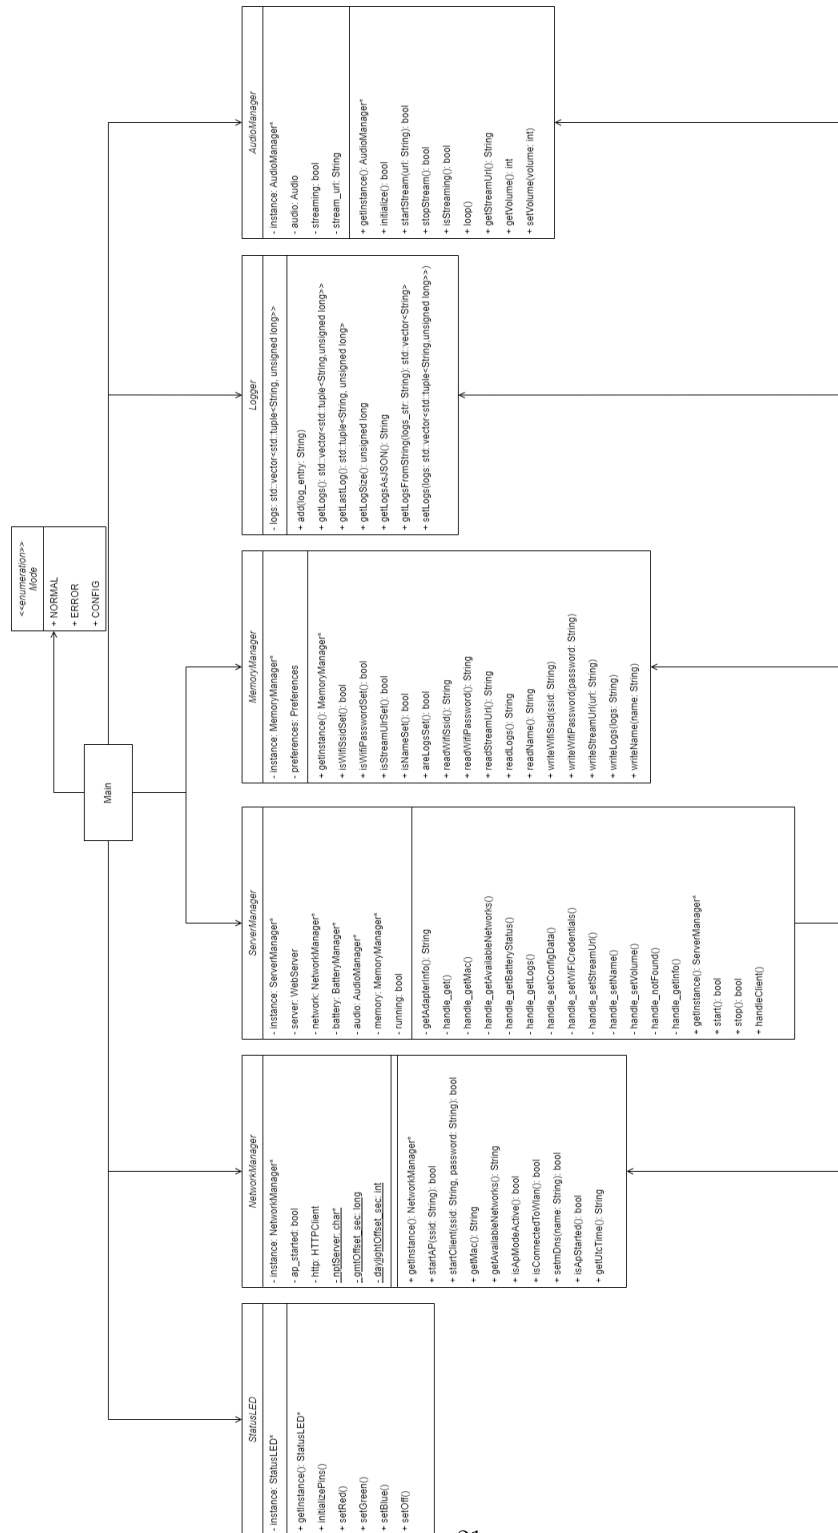 <<enumeration>>
Mode
+ NORMAL
+ ERROR
+ CONFIG
Main
StatusLED
- instance: StatusLED*
+ getInstance(): StatusLED*
+ initializePins()
+ setRed()
+ setGreen()
+ setBlue()
+ setOff()
NetworkManager
- instance: NetworkManager*
- ap_started: bool
- http: HTTPClient
- nptServer: char*
- gmtOffset_sec: long
- daylightOffset_sec: int
+ getInstance(): NetworkManager*
+ startAP(ssid: String): bool
+ startClient(ssid: String, password: String): bool
+ getMac(): String
+ getAvailableNetworks(): String
+ isApModeActive(): bool
+ isConnectedToWlan(): bool
+ setmDns(name: String): bool
+ isApStarted(): bool
+ getUtcTime(): String
ServerManager
- instance: ServerManager*
- server: WebServer
- network: NetworkManager*
- battery: BatteryManager*
- audio: AudioManager*
- memory: MemoryManager*
- running: bool
- getAdapterInfo(): String
- handle_get()
- handle_getMac()
- handle_getAvailableNetworks()
- handle_getBatteryStatus()
- handle_getLogs()
- handle_setConfigData()
- handle_setWiFiCredentials()
- handle_setStreamUrl()
- handle_setName()
- handle_setVolume()
- handle_notFound()
- handle_getInfo()
+ getInstance(): ServerManager*
+ start(): bool
+ stop(): bool
+ handleClient()
MemoryManager
- instance: MemoryManager*
- preferences: Preferences
+ getInstance(): MemoryManager*
+ isWifiSsidSet(): bool
+ isWifiPasswordSet(): bool
+ isStreamUlrSet(): bool
+ isNameSet(): bool
+ areLogsSet(): bool
+ readWifiSsid(): String
+ readWifiPassword(): String
+ readStreamUrl(): String
+ readLogs(): String
+ readName(): String
+ writeWifiSsid(ssid: String)
+ writeWifiPassword(password: String)
+ writeStreamUrl(url: String)
+ writeLogs(logs: String)
+ writeName(name: String)
Logger
- logs: std::vector<std::tuple<String, unsigned long>>
+ add(log_entry: String)
+ getLogs(): std::vector<std::tuple<String,unsigned long>>
+ getLastLog(): std::tuple<String, unsigned long>
+ getLogSize(): unsigned long
+ getLogsAsJSON(): String
+ getLogsFromString(logs_str: String): std::vector<String>
+ setLogs(logs: std::vector<std::tuple<String,unsigned long>>)
AudioManager
- instance: AudioManager*
- audio: Audio
- streaming: bool
- stream_url: String
+ getInstance(): AudioManager*
+ initialize(): bool
+ startStream(url: String): bool
+ stopStream(): bool
+ isStreaming(): bool
+ loop()
+ getStreamUrl(): String
+ getVolume(): int
+ setVolume(volume: int)